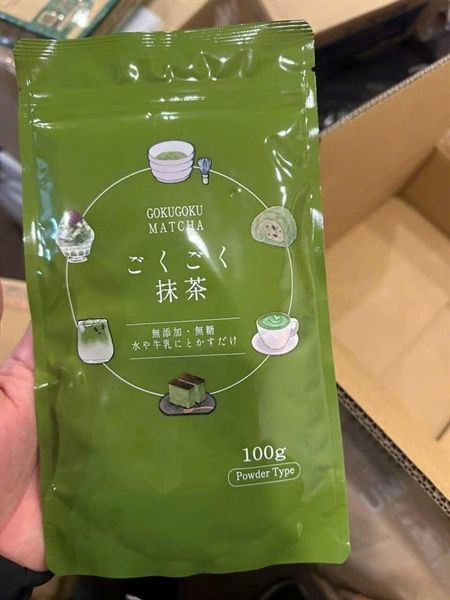 GOKUGOKU
MATCHA
ごくごく
抹茶
無添加・無糖
水や牛乳にとかすだけ
100g
Powder Type